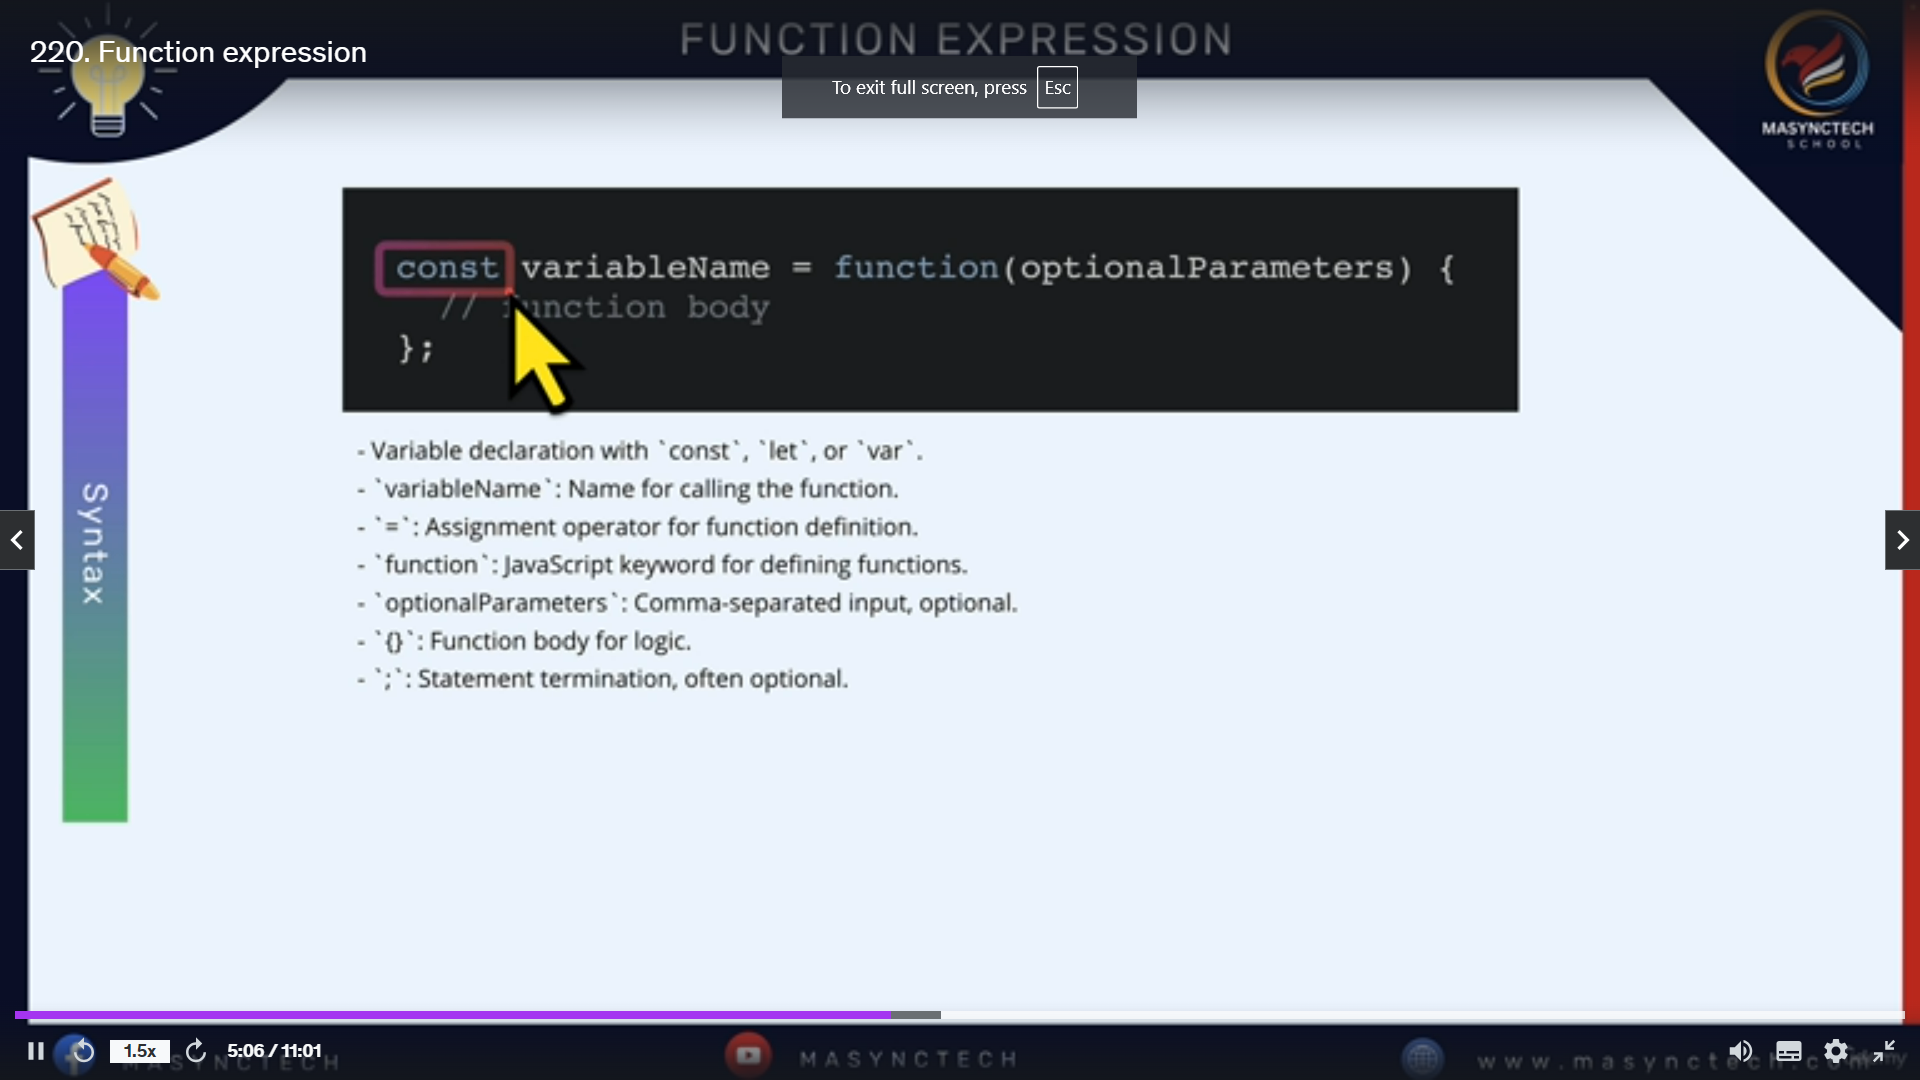 FUNCTION EXPRESSION
220. Function expression
To exit full screen, press Esc
MASYNCTECH
SCHOOL
const variableName = function(optionalParameters) {
// function body
};
- Variable declaration with `const`, `let`, or `var`.
- `variableName`: Name for calling the function.
- `=`: Assignment operator for function definition.
- `function`: JavaScript keyword for defining functions.
- `optionalParameters`: Comma-separated input, optional.
- `{}`: Function body for logic.
- `;`: Statement termination, often optional.
Syntax
1.5x
5:06 / 11:01
MASYNCTECH
MASYNCTECH
www.masynctech.com